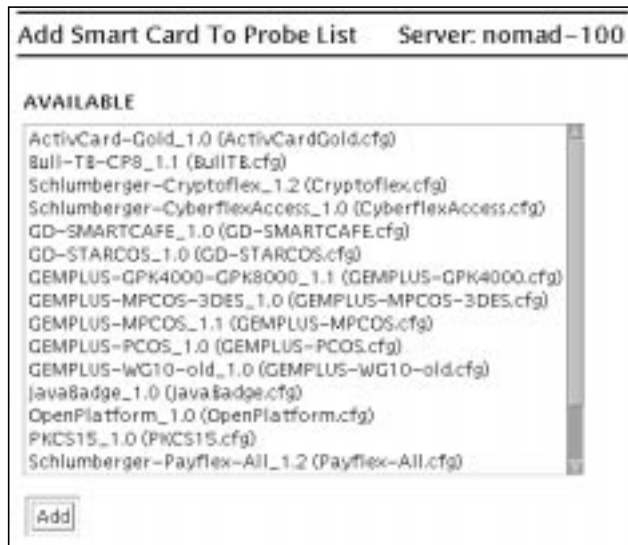 Add Smart Card To Probe List Server: nomad-100
AVAILABLE
ActivCard-Gold_1.0 (ActivCardGold.cfg)
Bull-TB-CP8_1.1 (BullTB.cfg)
Schlumberger-Cryptoflex_1.2 (Cryptoflex.cfg)
Schlumberger-CyberflexAccess_1.0 (CyberflexAccess.cfg)
GD-SMARTCAFE_1.0 (GD-SMARTCAFE.cfg)
GD-STARCOS_1.0 (GD-STARCOS.cfg)
GEMPLUS-GPK4000-GPK8000_1.1 (GEMPLUS-GPK4000.cfg)
GEMPLUS-MPCOS-3DES_1.0 (GEMPLUS-MPCOS-3DES.cfg)
GEMPLUS-MPCOS_1.1 (GEMPLUS-MPCOS.cfg)
GEMPLUS-PCOS_1.0 (GEMPLUS-PCOS.cfg)
GEMPLUS-WG10-old_1.0 (GEMPLUS-WG10-old.cfg)
JavaBadge_1.0 (JavaBadge.cfg)
OpenPlatform_1.0 (OpenPlatform.cfg)
PKCS15_1.0 (PKCS15.cfg)
Schlumberger-Payflex-All_1.2 (Payflex-All.cfg)
Add